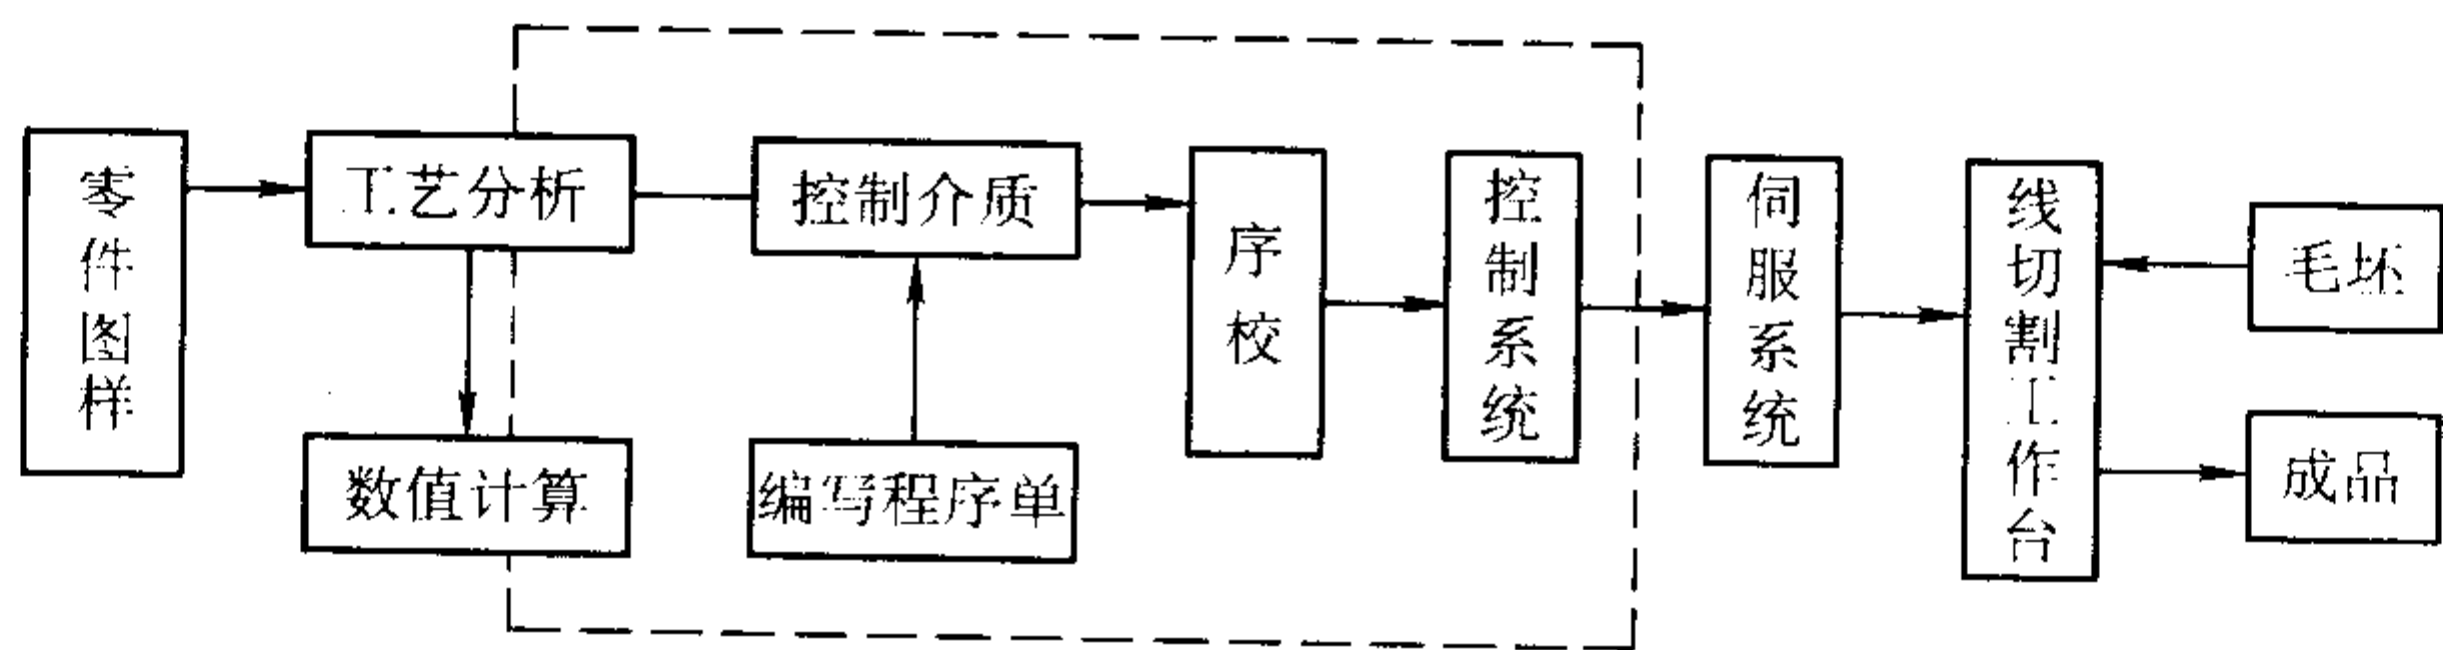 零件图样
工艺分析
数值计算
控制介质
编写程序单
序校
控制系统
伺服系统
线切割工作台
毛坯
成品